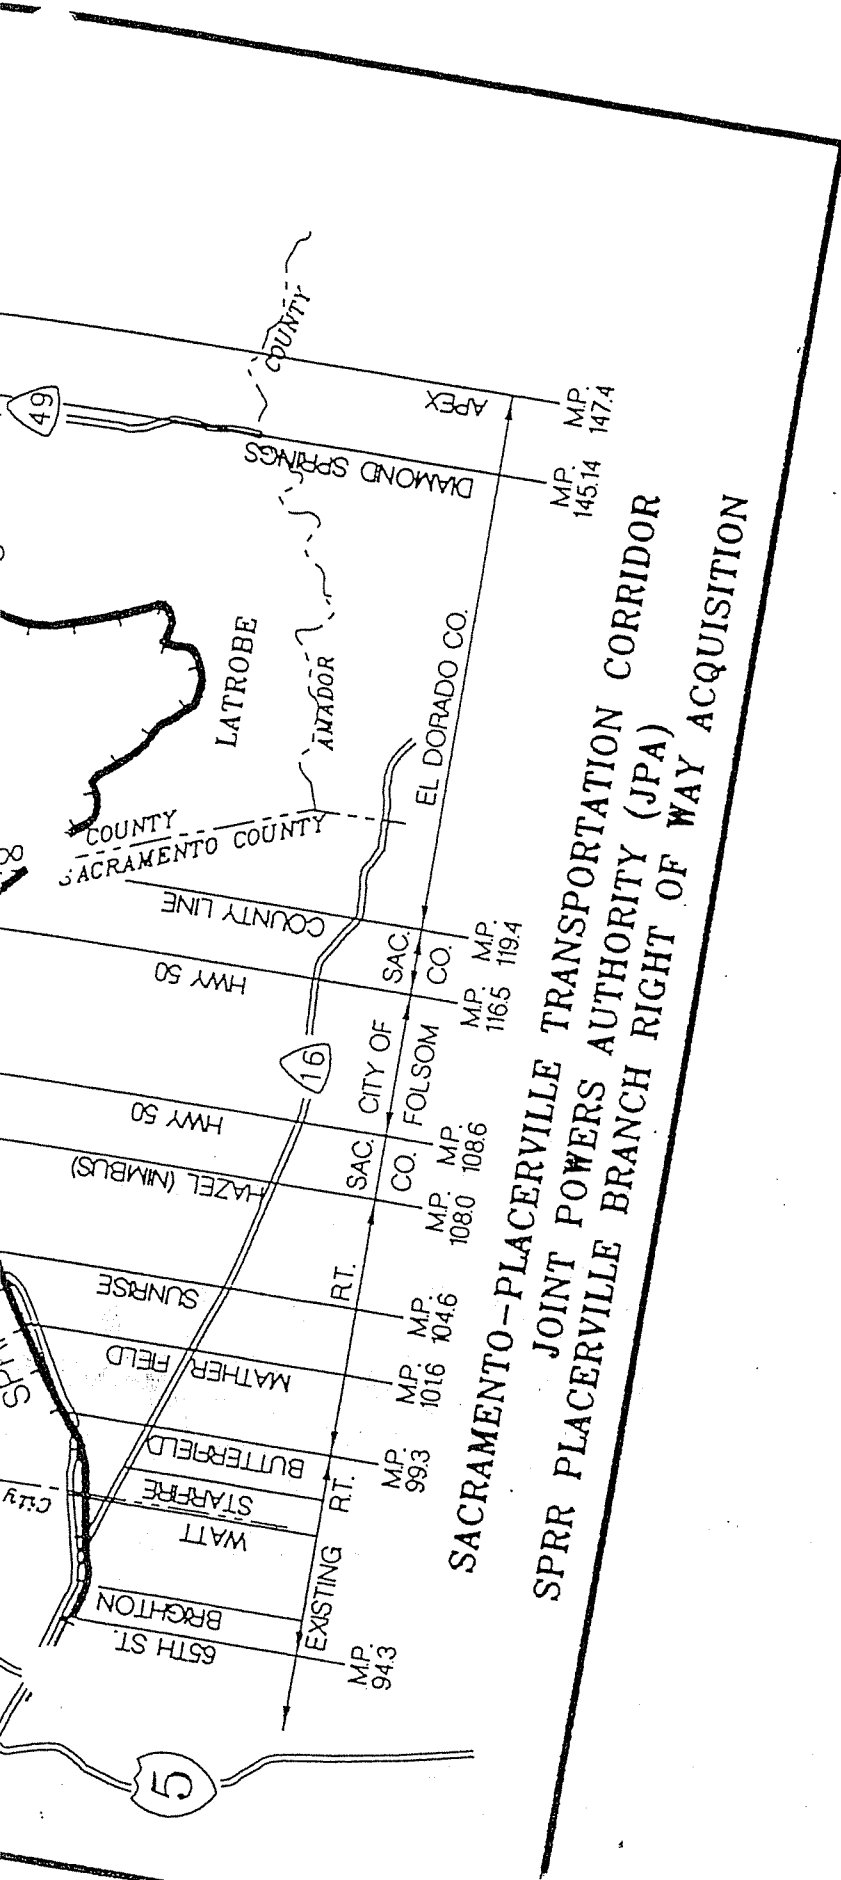 5
65TH ST.
BRIGHTON
WATT
STARFIRE
BUTTERFIELD
MATHER FIELD
SUNRISE
HAZEL (NIMBUS)
HWY 50
16
HWY 50
COUNTY LINE
SACRAMENTO COUNTY
COUNTY
AMADOR
COUNTY
LATROBE
DIAMOND SPRINGS
APEX
49
City
EXISTING R.T.
R.T.
SAC.
CO.
CITY OF
FOLSOM
SAC.
CO.
EL DORADO CO.
M.P.
94.3
M.P.
99.3
M.P.
101.6
M.P.
104.6
M.P.
108.0
M.P.
108.6
M.P.
116.5
M.P.
119.4
M.P.
145.14
M.P.
147.4
SACRAMENTO-PLACERVILLE TRANSPORTATION CORRIDOR
JOINT POWERS AUTHORITY (JPA)
SPRR PLACERVILLE BRANCH RIGHT OF WAY ACQUISITION